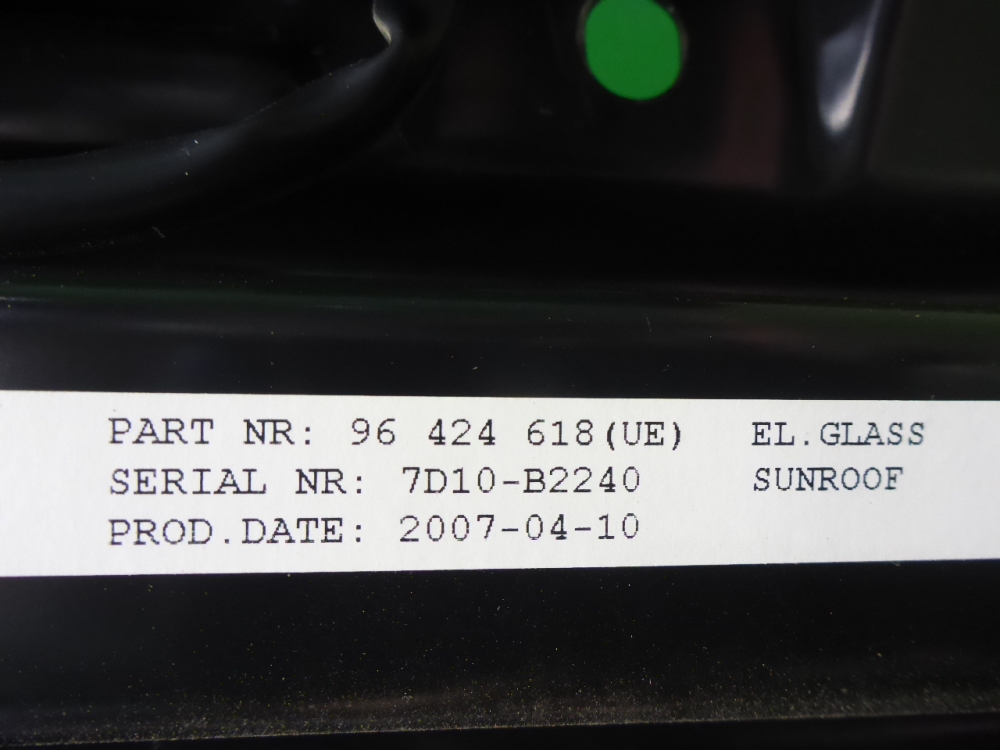 PART NR: 96 424 618(UE) EL.GLASS
SERIAL NR: 7D10-B2240 SUNROOF
PROD.DATE: 2007-04-10